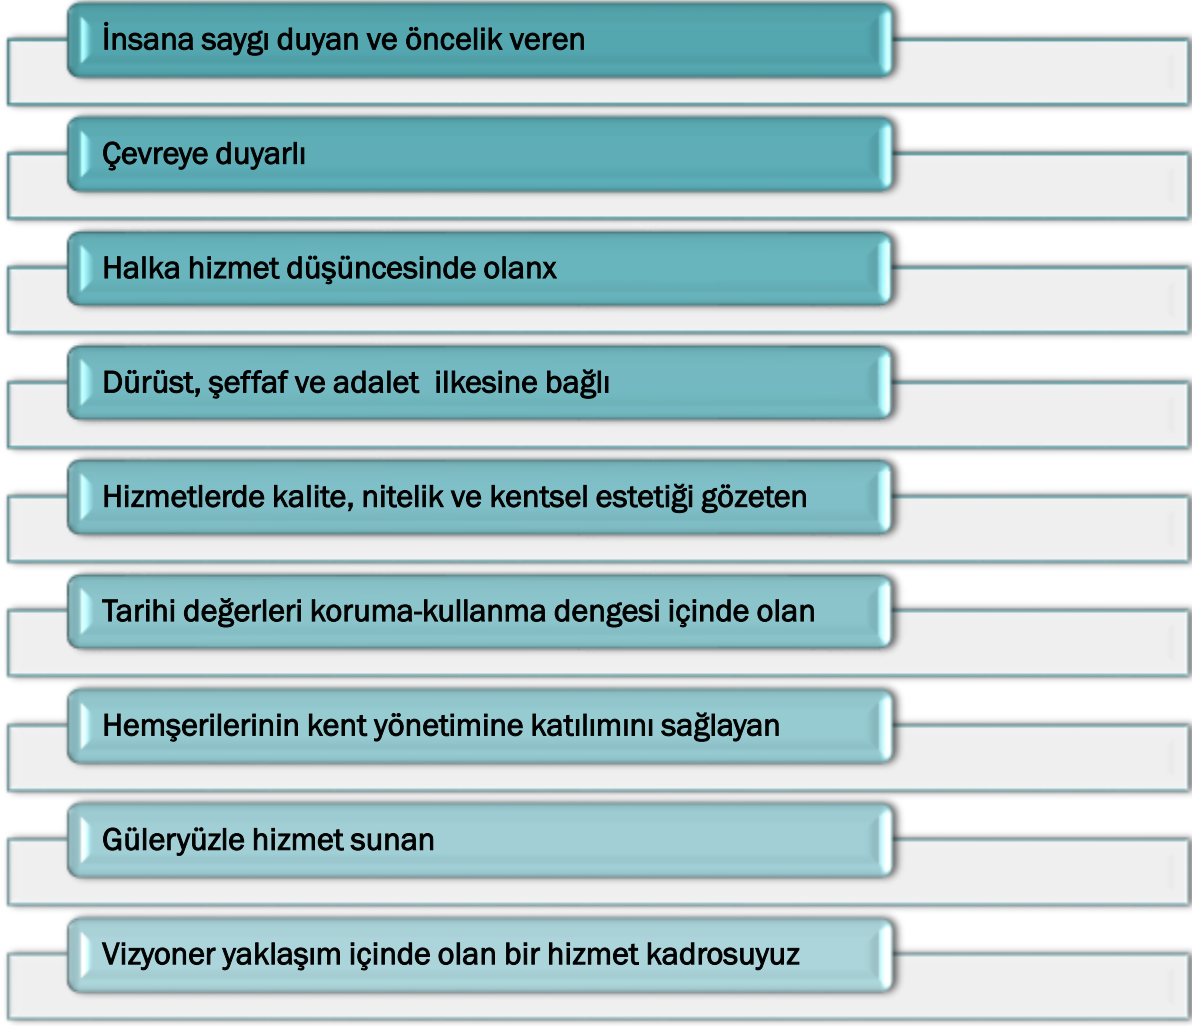 İnsana saygı duyan ve öncelik veren
Çevreye duyarlı
Halka hizmet düşüncesinde olanx
Dürüst, şeffaf ve adalet  ilkesine bağlı
Hizmetlerde kalite, nitelik ve kentsel estetiği gözeten
Tarihi değerleri koruma-kullanma dengesi içinde olan
Hemşerilerinin kent yönetimine katılımını sağlayan
Güleryüzle hizmet sunan
Vizyoner yaklaşım içinde olan bir hizmet kadrosuyuz